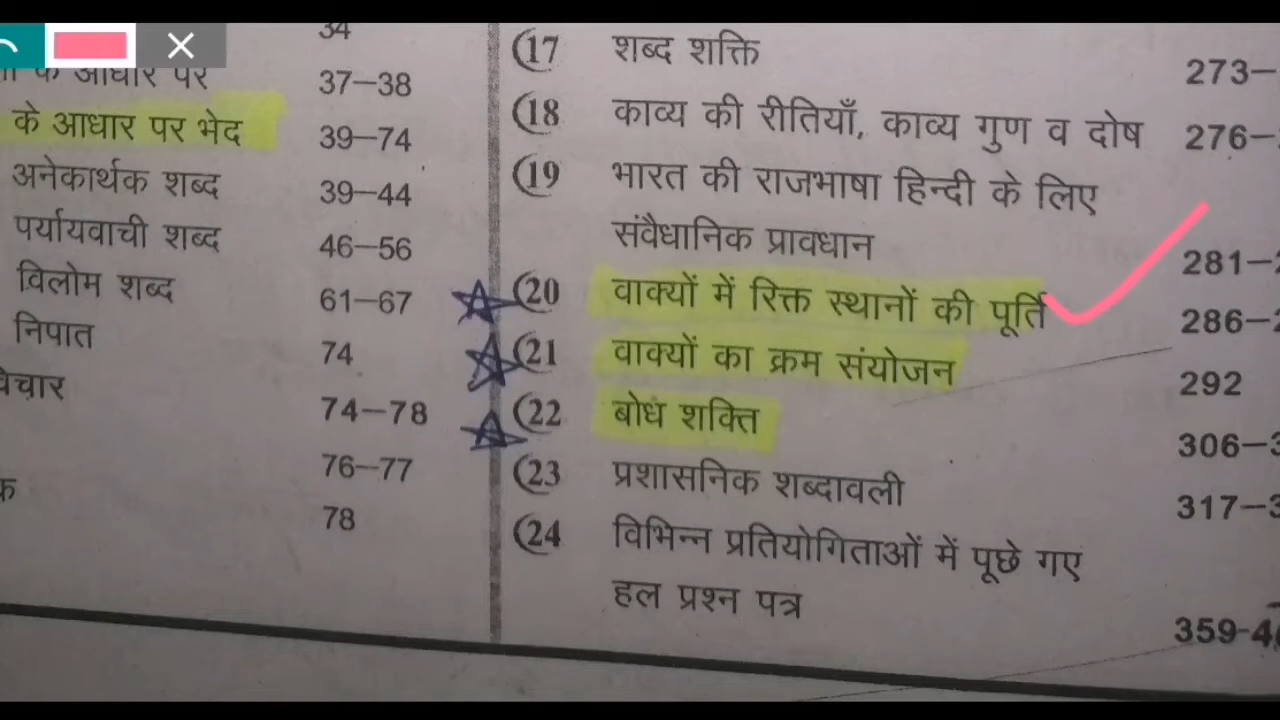 34
के आधार पर
37–38
के आधार पर भेद
39–74
अनेकार्थक शब्द
39–44
पर्यायवाची शब्द
46–56
विलोम शब्द
61–67
निपात
74
74–78
76–77
78
(17 शब्द शक्ति
273–
(18 काव्य की रीतियाँ, काव्य गुण व दोष
276–
(19 भारत की राजभाषा हिन्दी के लिए
संवैधानिक प्रावधान
281–
(20 वाक्यों में रिक्त स्थानों की पूर्ति
286–
(21 वाक्यों का क्रम संयोजन
292
(22 बोध शक्ति
306–
(23 प्रशासनिक शब्दावली
317–
(24 विभिन्न प्रतियोगिताओं में पूछे गए
हल प्रश्न पत्र
359-